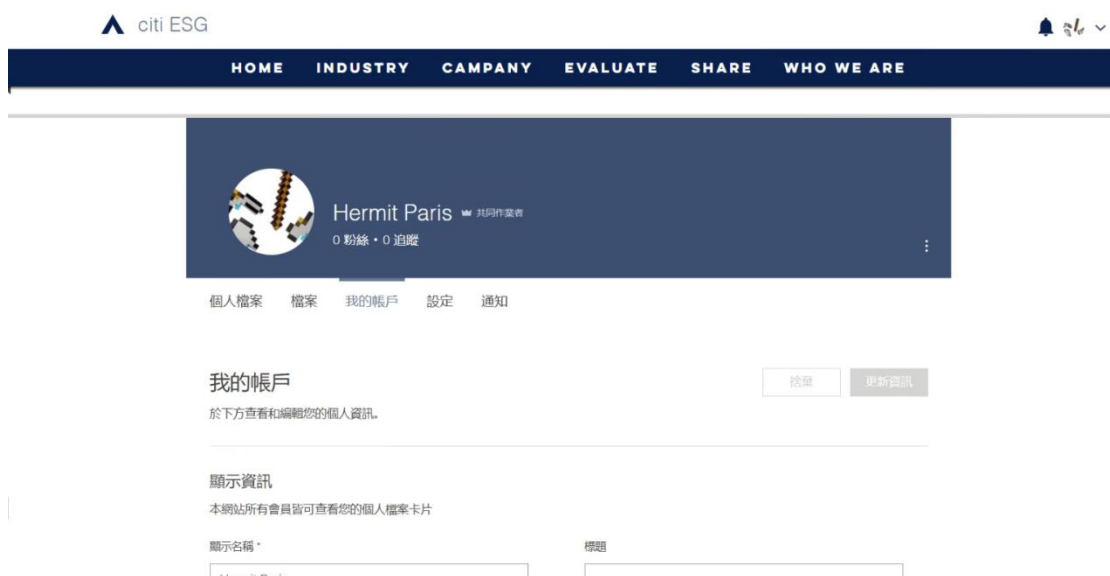 citi ESG
HOME INDUSTRY CAMPANY EVALUATE SHARE WHO WE ARE
Hermit Paris 共同作業者
0 粉絲・0 追蹤
個人檔案 檔案 我的帳戶 設定 通知
我的帳戶
捨棄 更新資訊
於下方查看和編輯您的個人資訊。
顯示資訊
本網站所有會員皆可查看您的個人檔案卡片
顯示名稱 * 標題